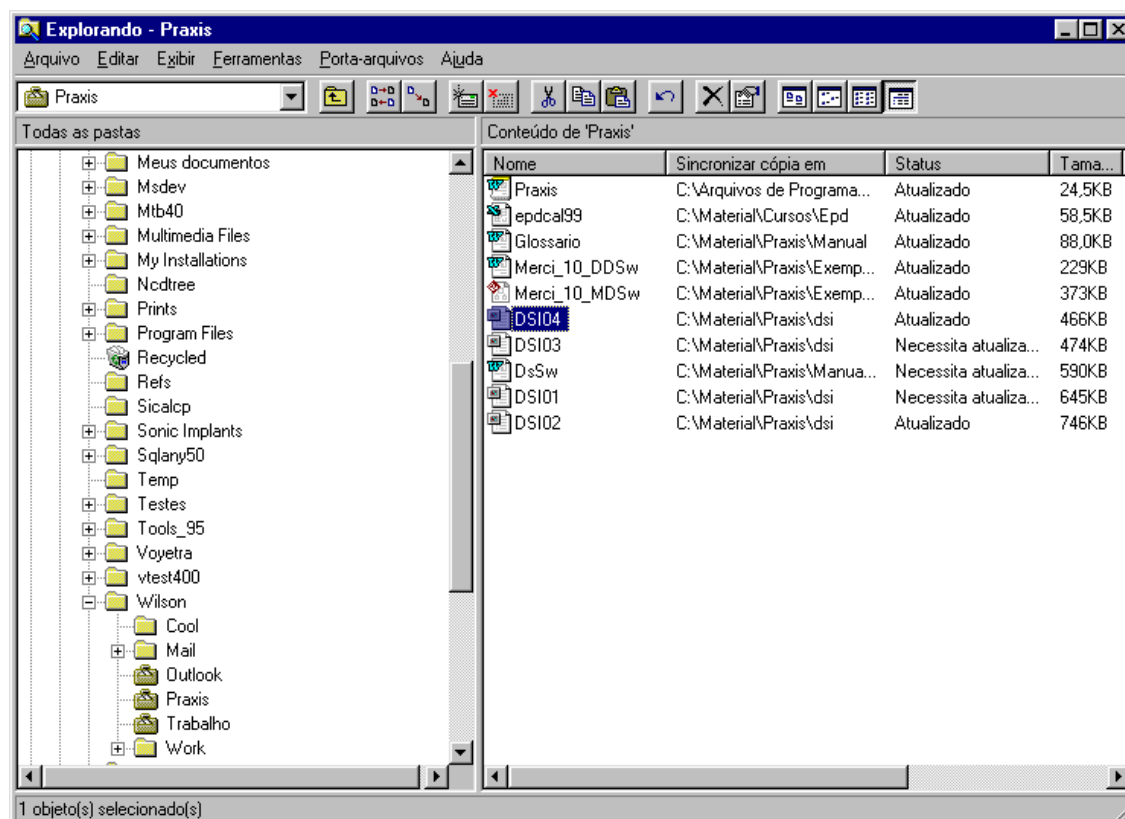 Explorando - Praxis
Arquivo Editar Exibir Ferramentas Porta-arquivos Ajuda
Praxis
Todas as pastas
Conteúdo de 'Praxis'
Meus documentos
Msdev
Mtb40
Multimedia Files
My Installations
Ncdtree
Prints
Program Files
Recycled
Refs
Sicalcp
Sonic Implants
Sqlany50
Temp
Testes
Tools_95
Voyetra
vtest400
Wilson
Cool
Mail
Outlook
Praxis
Trabalho
Work
Nome Sincronizar cópia em Status Tama...
Praxis C:\Arquivos de Programa... Atualizado 24,5KB
epdcal99 C:\Material\Cursos\Epd Atualizado 58,5KB
Glossario C:\Material\Praxis\Manual Atualizado 88,0KB
Merci_10_DDSw C:\Material\Praxis\Exemp... Atualizado 229KB
Merci_10_MDSw C:\Material\Praxis\Exemp... Atualizado 373KB
DSI04 C:\Material\Praxis\dsi Atualizado 466KB
DSI03 C:\Material\Praxis\dsi Necessita atualiza... 474KB
DsSw C:\Material\Praxis\Manua... Necessita atualiza... 590KB
DSI01 C:\Material\Praxis\dsi Necessita atualiza... 645KB
DSI02 C:\Material\Praxis\dsi Atualizado 746KB
1 objeto(s) selecionado(s)